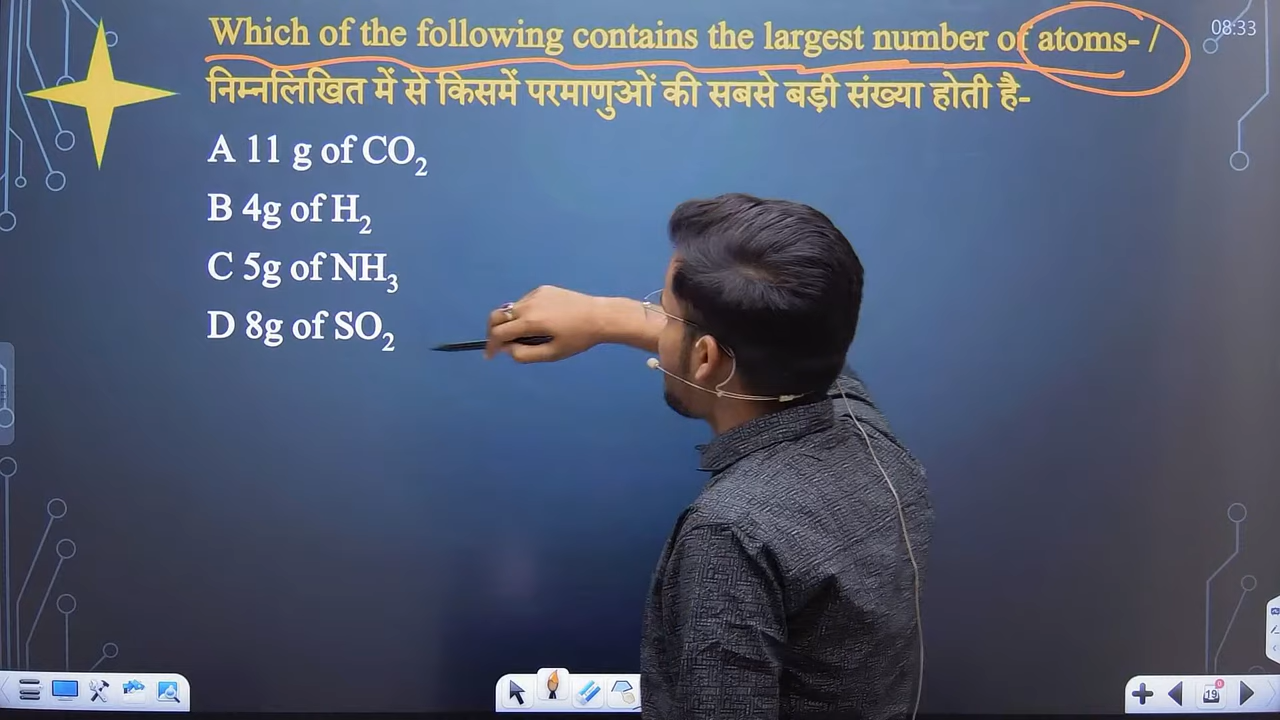 Which of the following contains the largest number of atoms- /
08:33
निम्नलिखित में से किसमें परमाणुओं की सबसे बड़ी संख्या होती है-
A 11 g of CO₂
B 4g of H₂
C 5g of NH₃
D 8g of SO₂
19